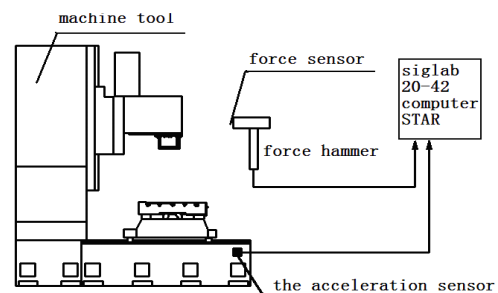 machine tool
force sensor
siglab
20-42
computer
STAR
force hammer
the acceleration sensor